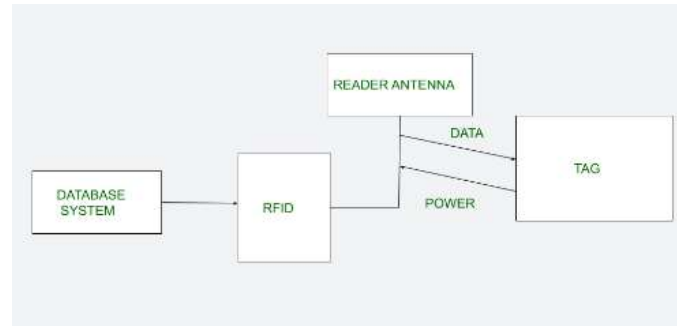 READER ANTENNA
DATA
TAG
DATABASE
SYSTEM
RFID
POWER